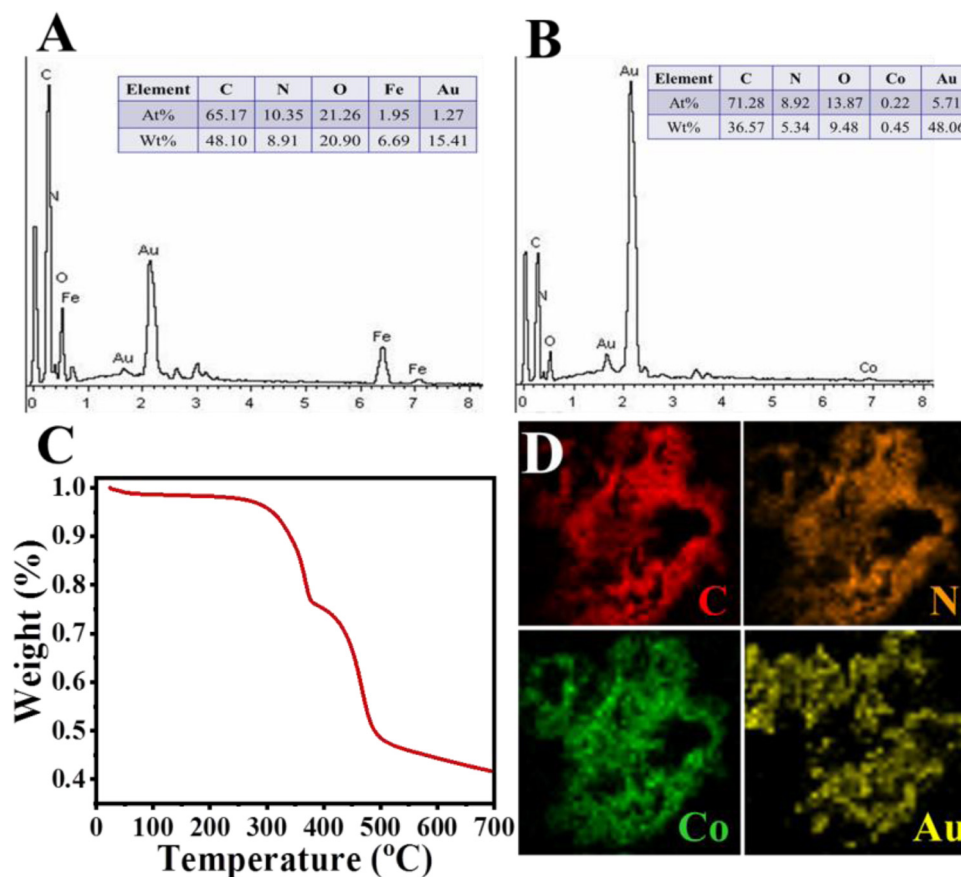 A
Element C N O Fe Au
At% 65.17 10.35 21.26 1.95 1.27
Wt% 48.10 8.91 20.90 6.69 15.41
C
N
O
Fe
Au
Au
Fe
Fe
0 1 2 3 4 5 6 7 8
B
Element C N O Co Au
At% 71.28 8.92 13.87 0.22 5.71
Wt% 36.57 5.34 9.48 0.45 48.06
Au
C
N
O
Au
Co
0 1 2 3 4 5 6 7 8
C
Weight (%)
1.0
0.9
0.8
0.7
0.6
0.5
0.4
0 100 200 300 400 500 600 700
Temperature (ºC)
D
C
N
Co
Au